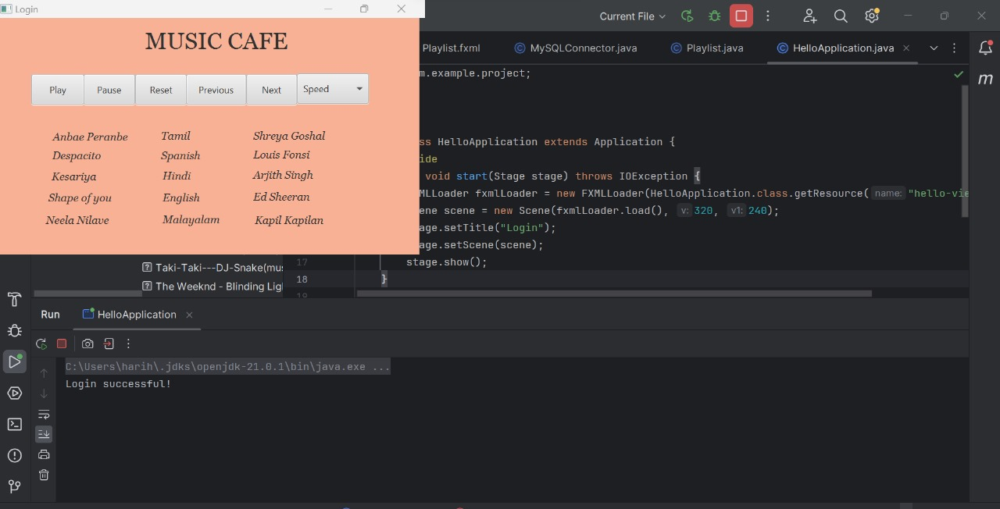 Login
MUSIC CAFE
Play Pause Reset Previous Next Speed
Anbae Peranbe Tamil Shreya Goshal
Despacito Spanish Louis Fonsi
Kesariya Hindi Arjith Singh
Shape of you English Ed Sheeran
Neela Nilave Malayalam Kapil Kapilan
Current File
Playlist.fxml MySQLConnector.java Playlist.java HelloApplication.java
m.example.project;
ss HelloApplication extends Application {
ide
void start(Stage stage) throws IOException {
MLLoader fxmlLoader = new FXMLLoader(HelloApplication.class.getResource( name: "hello-vie
ene scene = new Scene(fxmlLoader.load(), v: 320, v1: 240);
age.setTitle("Login");
age.setScene(scene);
17 stage.show();
18 }
m
Taki-Taki---DJ-Snake(mus
The Weeknd - Blinding Lig
Run HelloApplication
C:\Users\harih\.jdks\openjdk-21.0.1\bin\java.exe ...
Login successful!